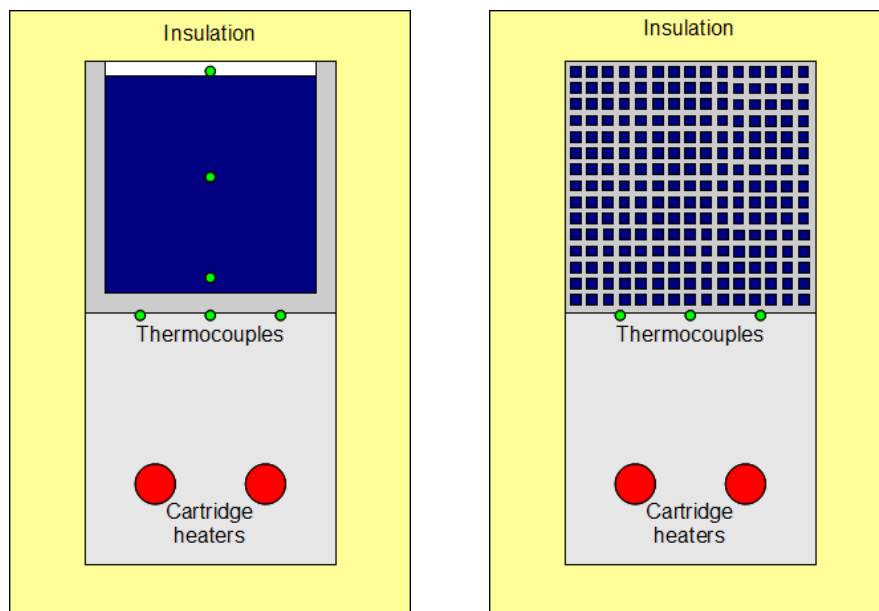 Insulation
Thermocouples
Cartridge
heaters
Insulation
Thermocouples
Cartridge
heaters